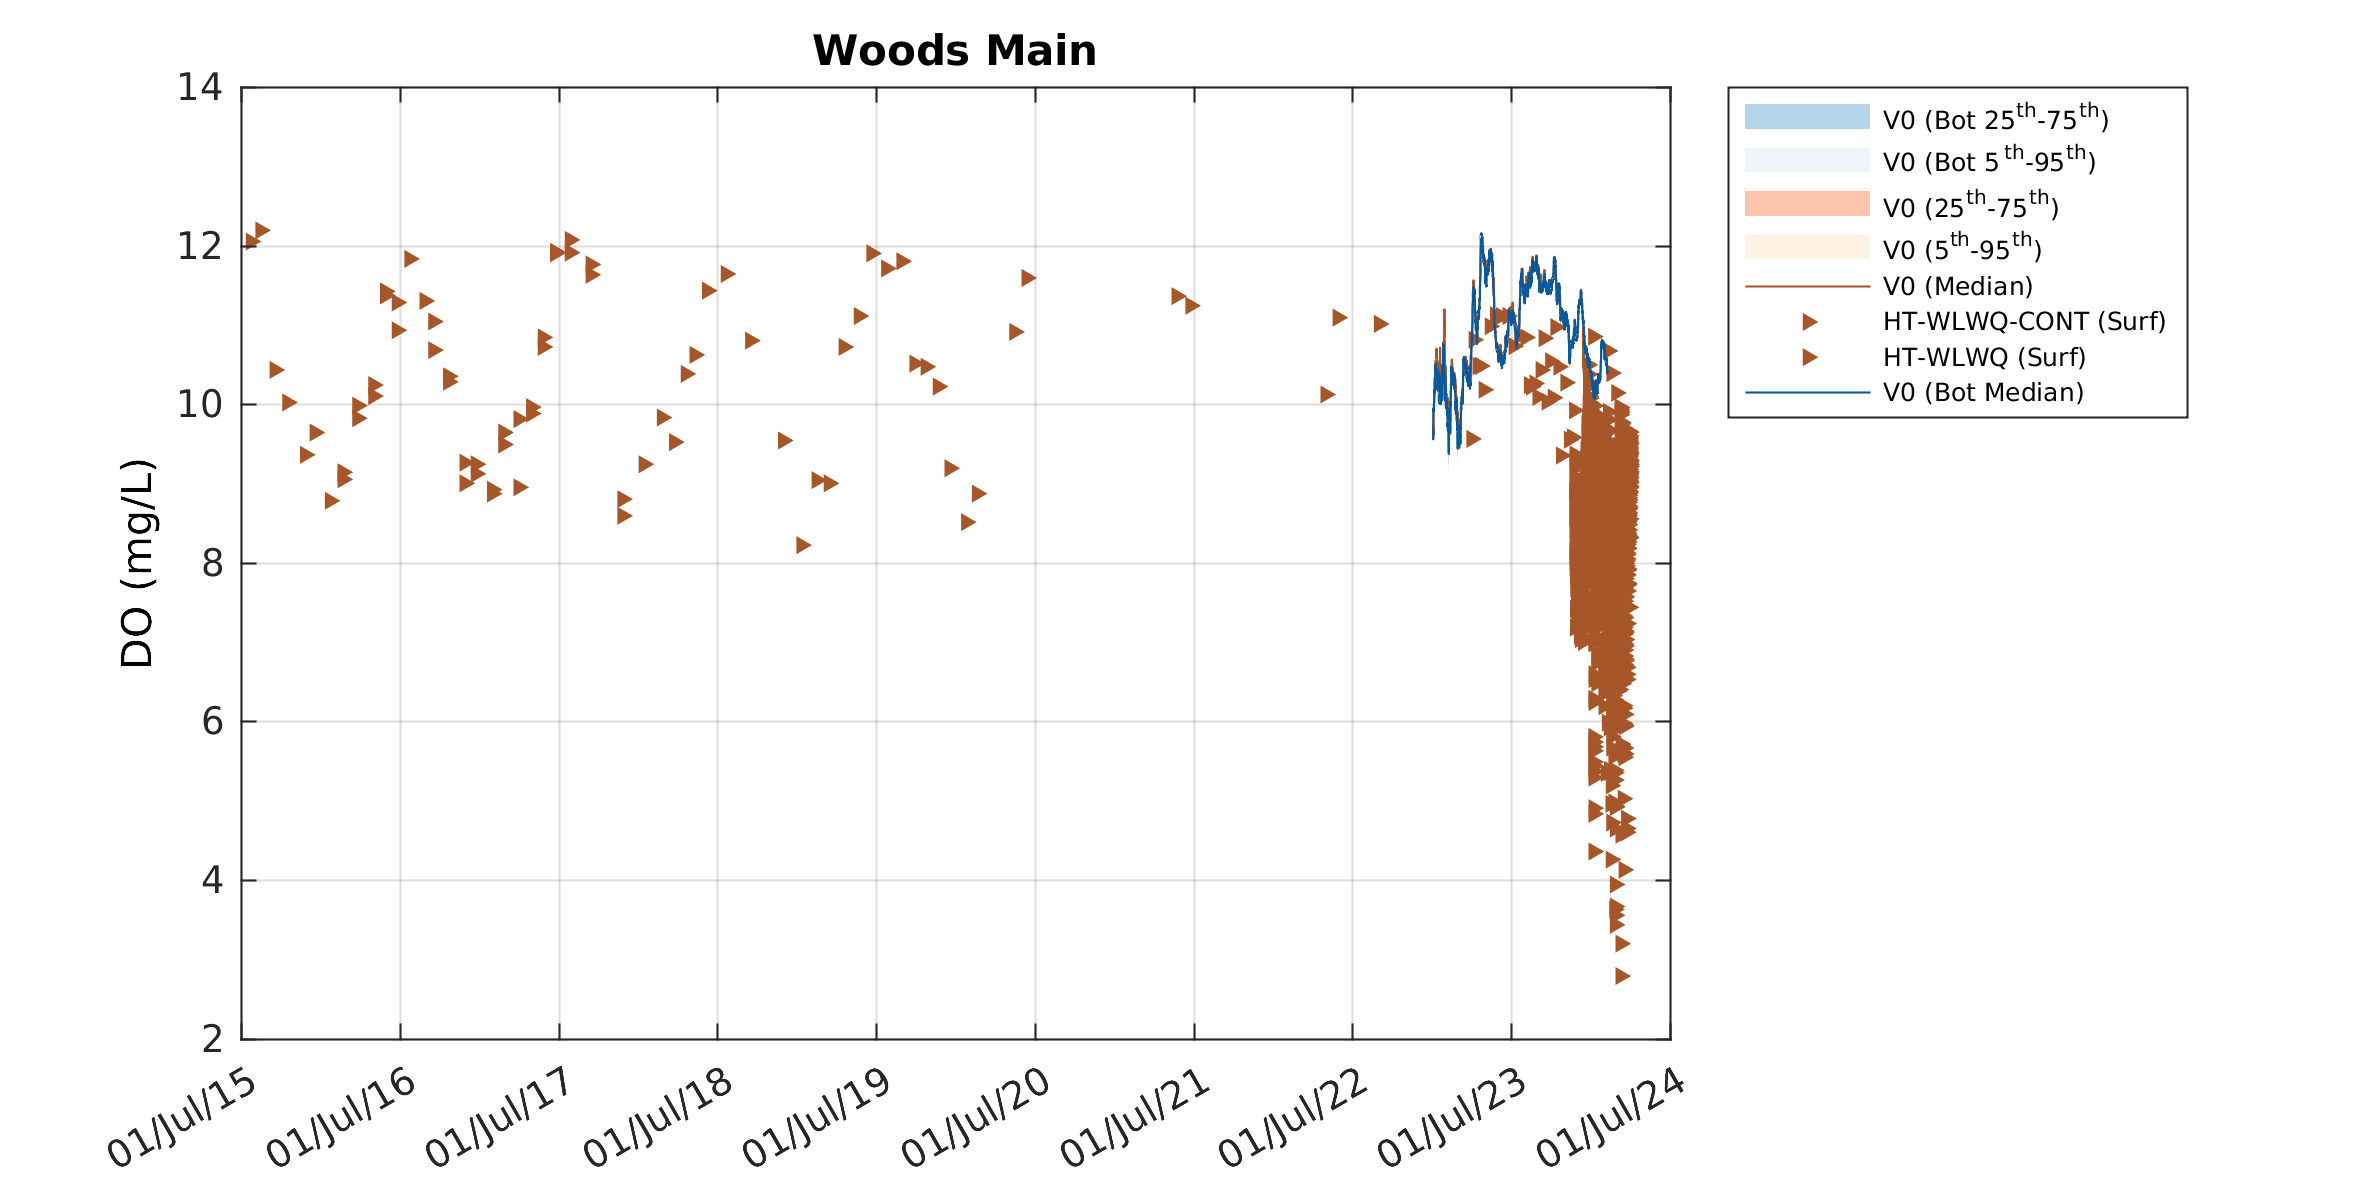 Woods Main
14
12
10
8
6
4
2
DO (mg/L)
01/Jul/15
01/Jul/16
01/Jul/17
01/Jul/18
01/Jul/19
01/Jul/20
01/Jul/21
01/Jul/22
01/Jul/23
01/Jul/24
V0 (Bot 25th-75th)
V0 (Bot 5th-95th)
V0 (25th-75th)
V0 (5th-95th)
V0 (Median)
HT-WLWQ-CONT (Surf)
HT-WLWQ (Surf)
V0 (Bot Median)